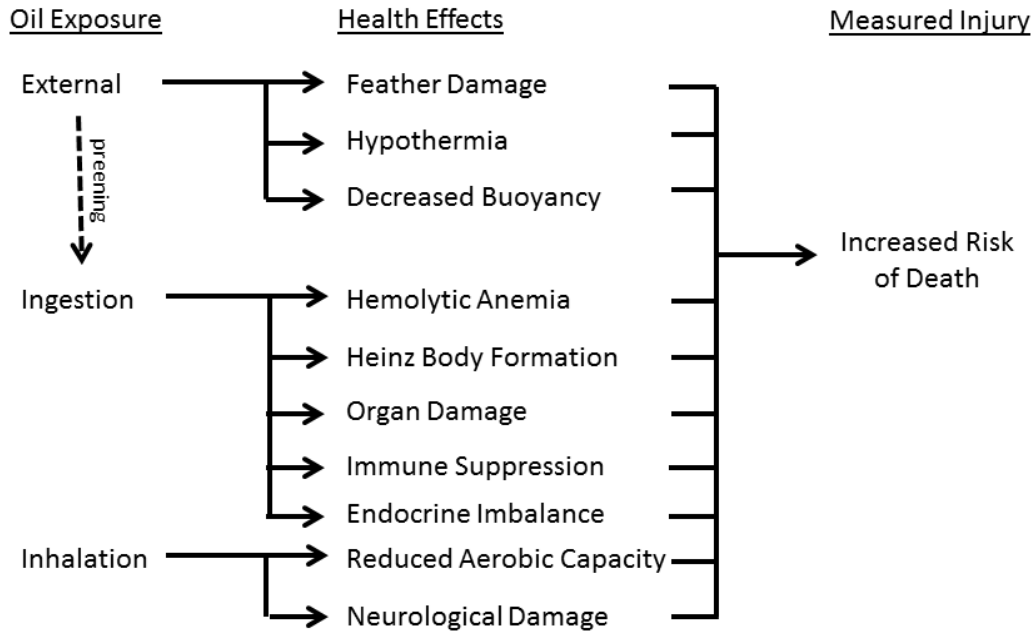 Oil Exposure
Health Effects
Measured Injury
External
Feather Damage
preening
Hypothermia
Decreased Buoyancy
Increased Risk
of Death
Ingestion
Hemolytic Anemia
Heinz Body Formation
Organ Damage
Immune Suppression
Endocrine Imbalance
Inhalation
Reduced Aerobic Capacity
Neurological Damage